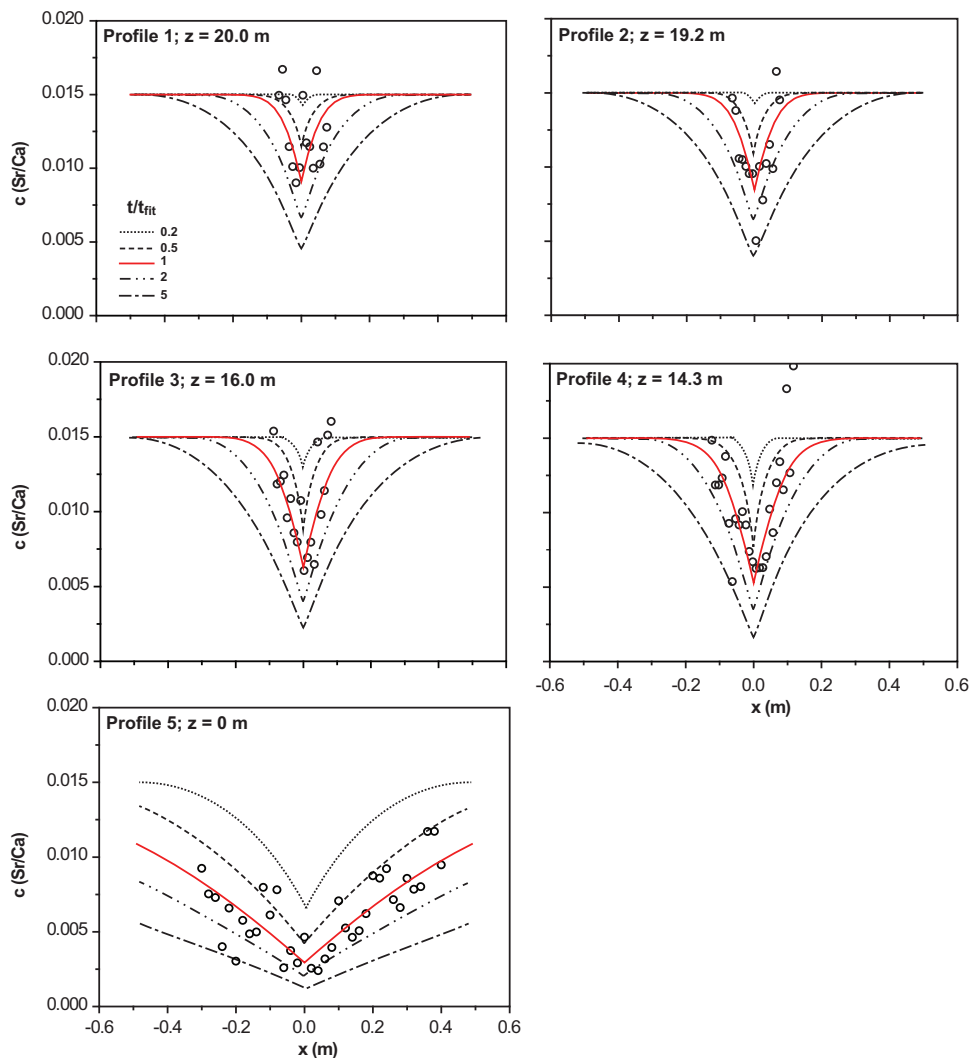 0.020
0.015
0.010
0.005
0.000
c (Sr/Ca)
Profile 1; z = 20.0 m
t/tfit
0.2
0.5
1
2
5
Profile 2; z = 19.2 m
0.020
0.015
0.010
0.005
0.000
c (Sr/Ca)
Profile 3; z = 16.0 m
Profile 4; z = 14.3 m
-0.6 -0.4 -0.2 0.0 0.2 0.4 0.6
x (m)
0.020
0.015
0.010
0.005
0.000
c (Sr/Ca)
Profile 5; z = 0 m
-0.6 -0.4 -0.2 0.0 0.2 0.4 0.6
x (m)